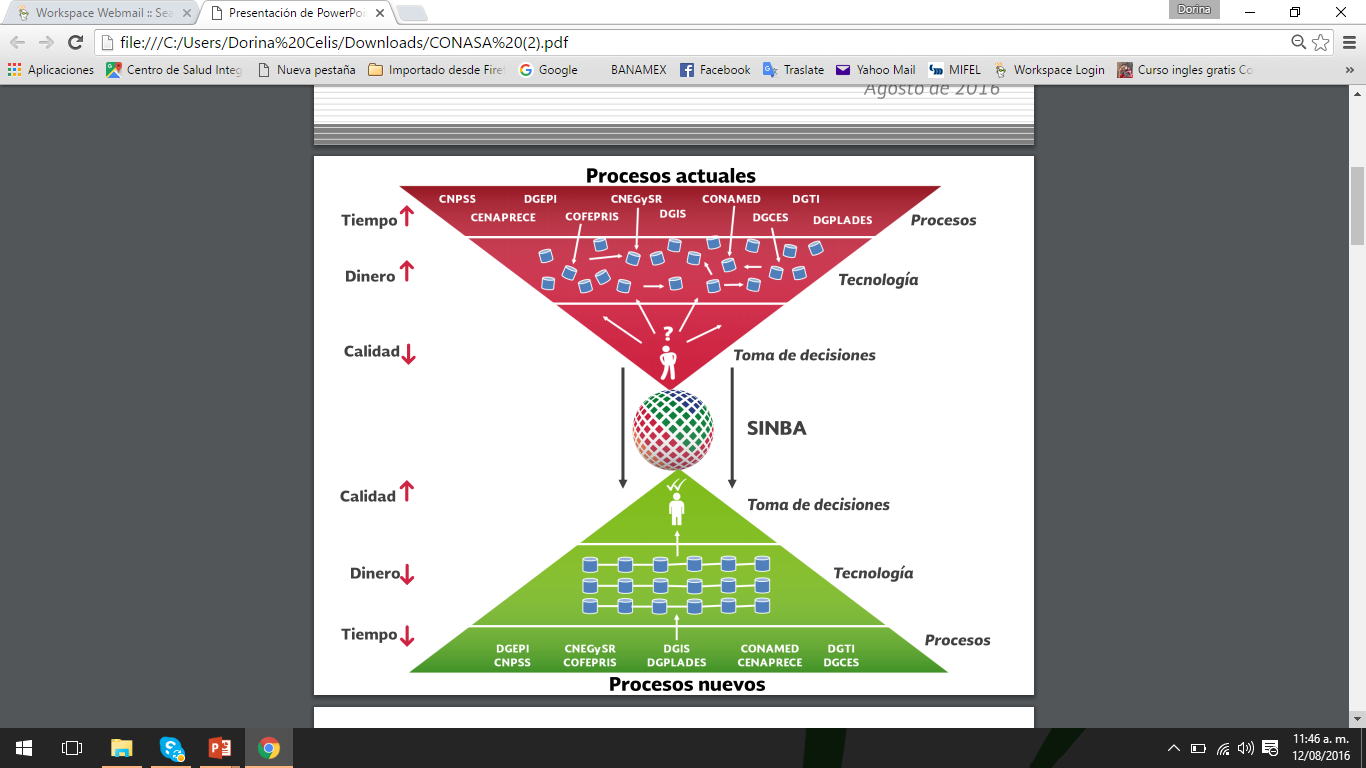 Workspace Webmail :: Sea
Presentación de PowerPoi
Dorina
file:///C:/Users/Dorina%20Celis/Downloads/CONASA%20(2).pdf
Aplicaciones Centro de Salud Integ Nueva pestaña Importado desde Firef Google BANAMEX Facebook Traslate Yahoo Mail MIFEL Workspace Login Curso ingles gratis Co »
Agosto de 2016
Procesos actuales
CNPSS DGEPI CNEGySR CONAMED DGTI
Tiempo CENAPRECE COFEPRIS DGIS DGCES DGPLADES Procesos
Dinero Tecnología
?
Calidad Toma de decisiones
SINBA
Calidad Toma de decisiones
Dinero Tecnología
Tiempo Procesos
DGEPI CNEGySR DGIS CONAMED DGTI
CNPSS COFEPRIS DGPLADES CENAPRECE DGCES
Procesos nuevos
11:46 a. m.
12/08/2016